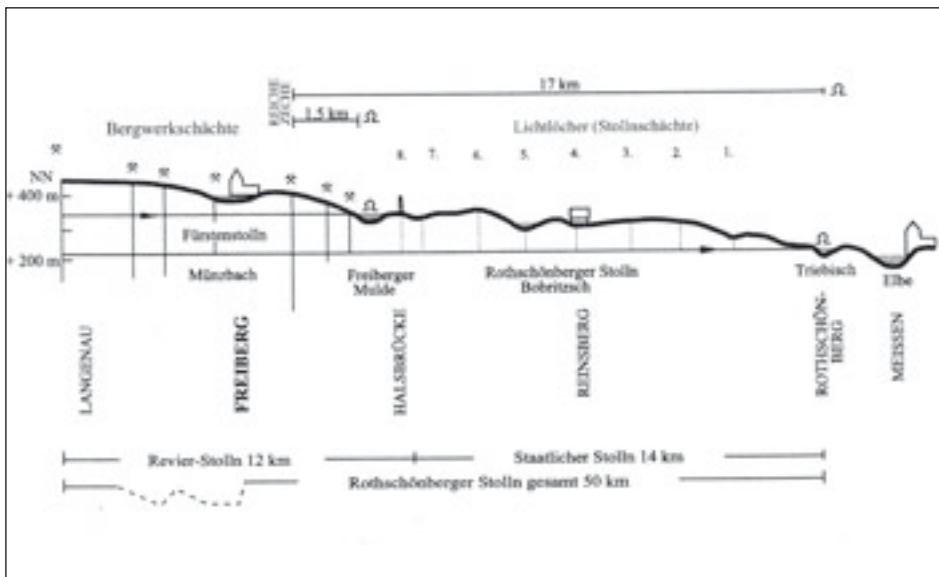 17 km
REICHE
ZECHE
1.5 km
Bergwerkschächte
Lichtlöcher (Stollnschächte)
8. 7. 6. 5. 4. 3. 2. 1.
NN
+ 400 m
Fürstenstolln
+ 200 m
Münzbach
Freiberger
Mulde
Rothschönberger Stolln
Bobritzsch
Triebisch
Elbe
LANGENAU
FREIBERG
HALSBRÜCKE
REINSBERG
ROTHSCHÖN-
BERG
MEISSEN
Revier-Stolln 12 km
Staatlicher Stolln 14 km
Rothschönberger Stolln gesamt 50 km